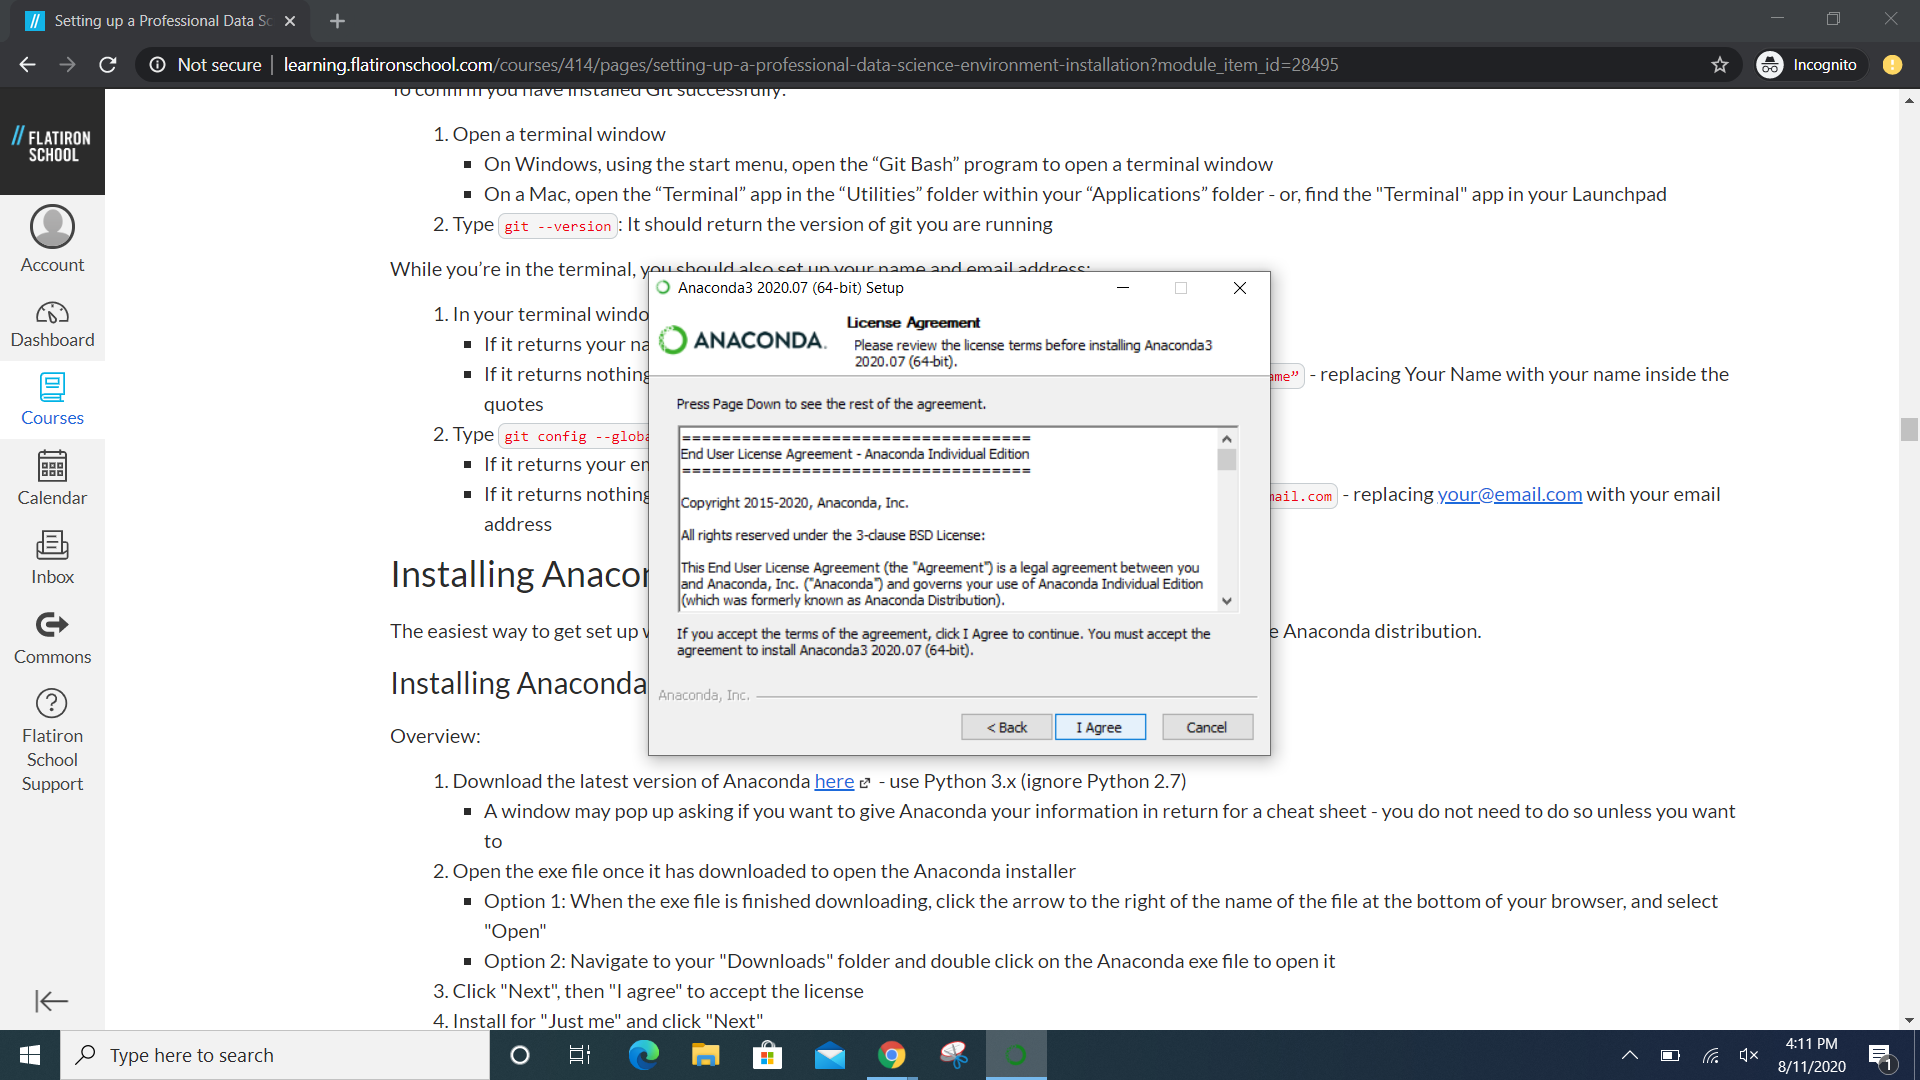 Setting up a Professional Data Sc
Not secure
learning.flatironschool.com/courses/414/pages/setting-up-a-professional-data-science-environment-installation?module_item_id=28495
Incognito
// FLATIRON
SCHOOL
Account
Dashboard
Courses
Calendar
Inbox
Commons
Flatiron
School
Support
To confirm you have installed Git successfully:
1. Open a terminal window
On Windows, using the start menu, open the “Git Bash” program to open a terminal window
On a Mac, open the “Terminal” app in the “Utilities” folder within your “Applications” folder - or, find the "Terminal" app in your Launchpad
2. Type git --version: It should return the version of git you are running
While you’re in the terminal, you should also set up your name and email address:
1. In your terminal windo
If it returns your na
If it returns nothing ame” - replacing Your Name with your name inside the
quotes
2. Type git config --globa
If it returns your em
If it returns nothing mail.com - replacing your@email.com with your email
address
Installing Anacon
The easiest way to get set up w e Anaconda distribution.
Installing Anaconda
Overview:
1. Download the latest version of Anaconda here - use Python 3.x (ignore Python 2.7)
A window may pop up asking if you want to give Anaconda your information in return for a cheat sheet - you do not need to do so unless you want
to
2. Open the exe file once it has downloaded to open the Anaconda installer
Option 1: When the exe file is finished downloading, click the arrow to the right of the name of the file at the bottom of your browser, and select
"Open"
Option 2: Navigate to your "Downloads" folder and double click on the Anaconda exe file to open it
3. Click "Next", then "I agree" to accept the license
4. Install for "Just me" and click "Next"
Anaconda3 2020.07 (64-bit) Setup
ANACONDA.
License Agreement
Please review the license terms before installing Anaconda3
2020.07 (64-bit).
Press Page Down to see the rest of the agreement.
===================================
End User License Agreement - Anaconda Individual Edition
===================================
Copyright 2015-2020, Anaconda, Inc.
All rights reserved under the 3-clause BSD License:
This End User License Agreement (the "Agreement") is a legal agreement between you
and Anaconda, Inc. ("Anaconda") and governs your use of Anaconda Individual Edition
(which was formerly known as Anaconda Distribution).
If you accept the terms of the agreement, click I Agree to continue. You must accept the
agreement to install Anaconda3 2020.07 (64-bit).
Anaconda, Inc.
< Back
I Agree
Cancel
Type here to search
4:11 PM
8/11/2020
1